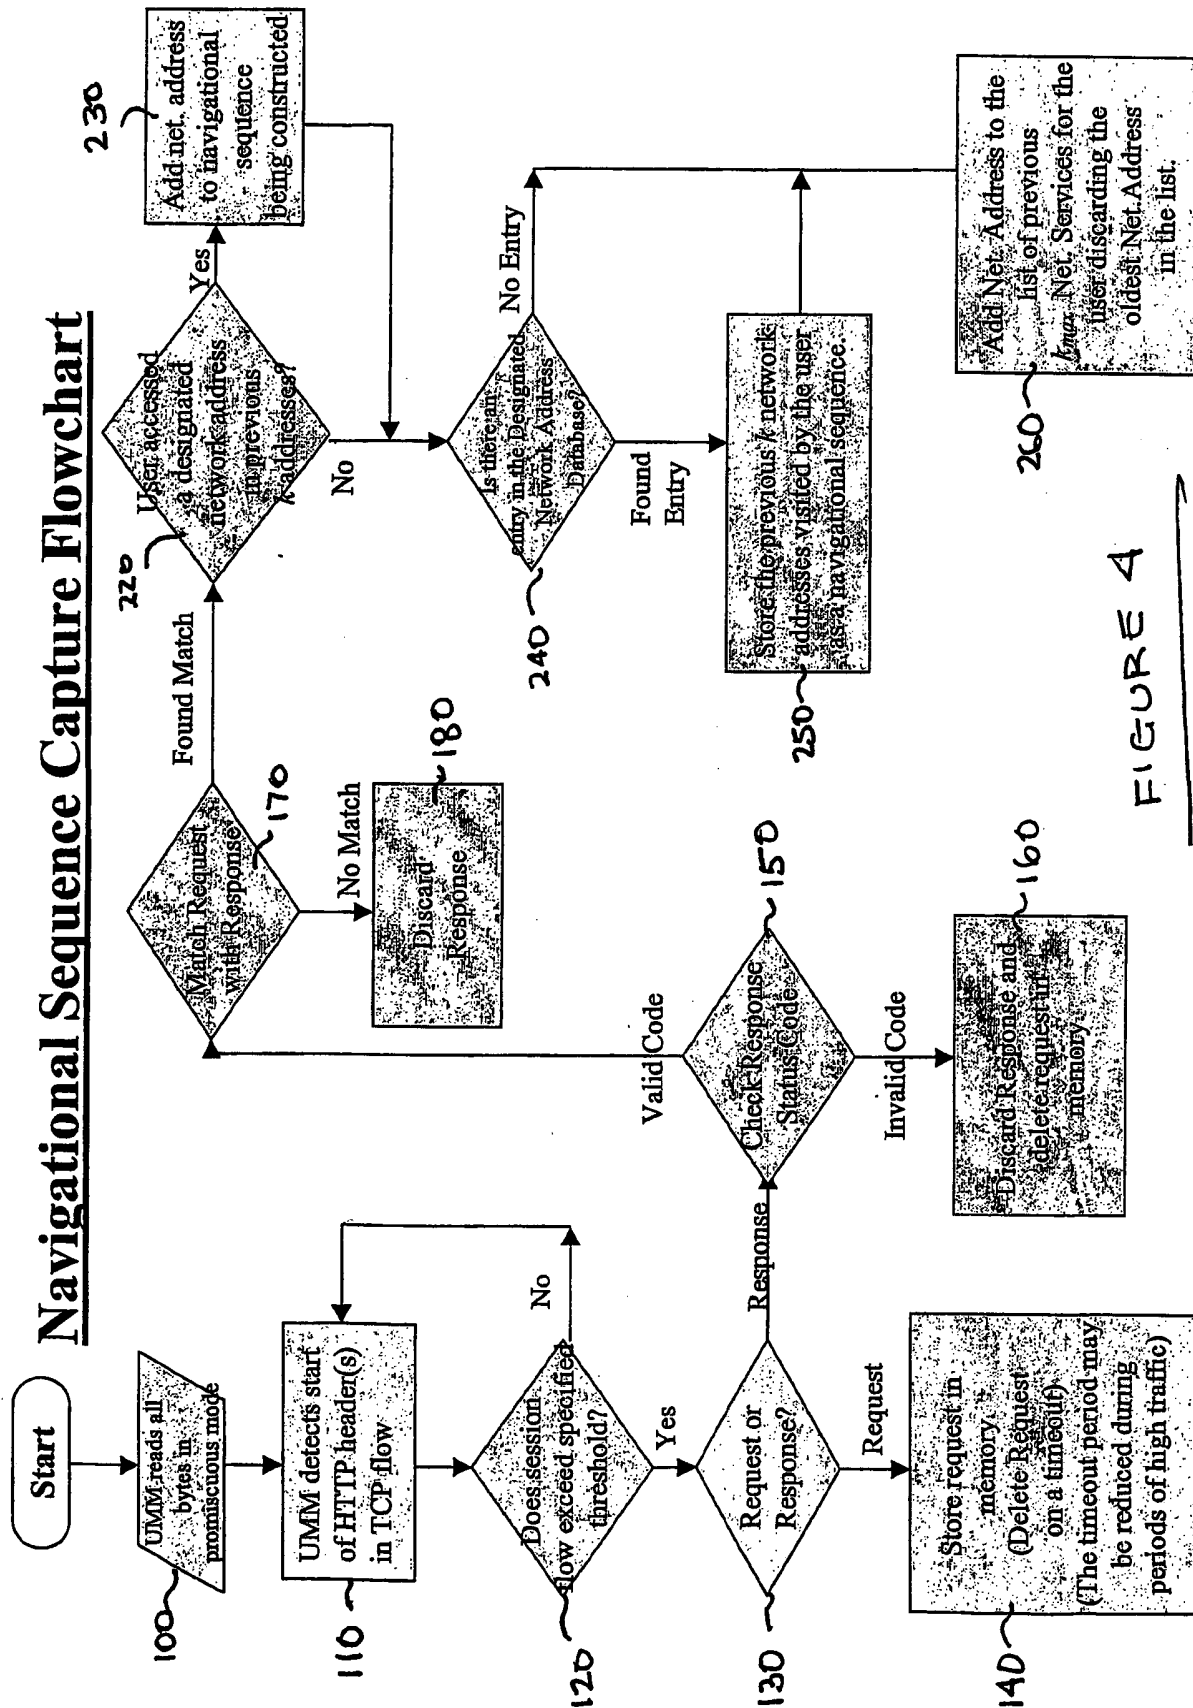 Navigational Sequence Capture Flowchart
Start
UMM reads all
bytes in
promiscuous mode
100
UMM detects start
of HTTP header(s)
in TCP flow
110
Does session
flow exceed specified
threshold?
120
No
Yes
Request or
Response?
130
Request
Response
Store request in
memory.
(Delete Request
on a timeout)
(The timeout period may
be reduced during
periods of high traffic)
140
Check Response
Status Code
150
Valid Code
Invalid Code
Discard Response and
delete request in
memory
160
Match Request
with Response
170
No Match
Found Match
Discard
Response
180
User accessed
a designated
network address
in previous
k addresses?
220
Yes
No
Add net. address
to navigational
sequence
being constructed
230
Is there an
entry in the Designated
Network Address
Database?
240
No Entry
Found
Entry
Store the previous k network
addresses visited by the user
as a navigational sequence.
250
Add Net. Address to the
list of previous
kmax Net. Services for the
user discarding the
oldest Net.Address
in the list.
260
FIGURE 4